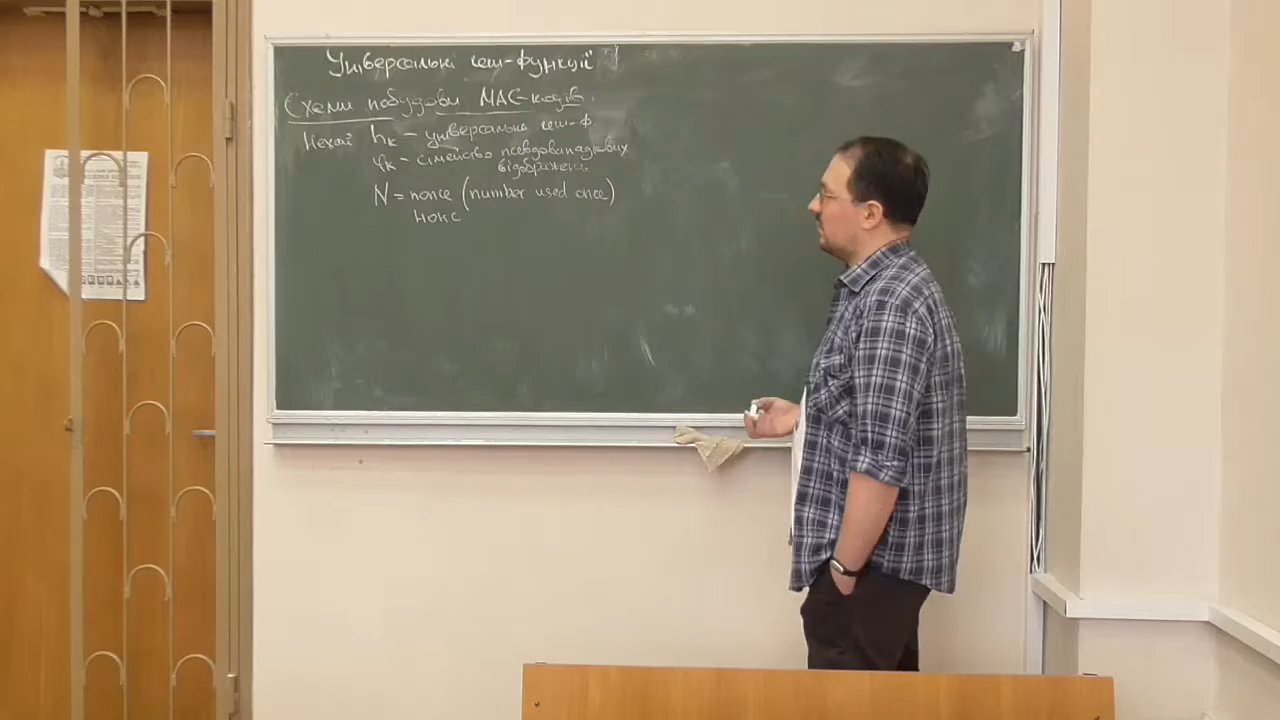 Універсальні геш-функції
Схеми побудови MAC-кодів.
Нехай hₖ – універсальна геш-ф.
φₖ – сімейство псевдовипадкових
відображень
N = nonce (number used once)
нонс